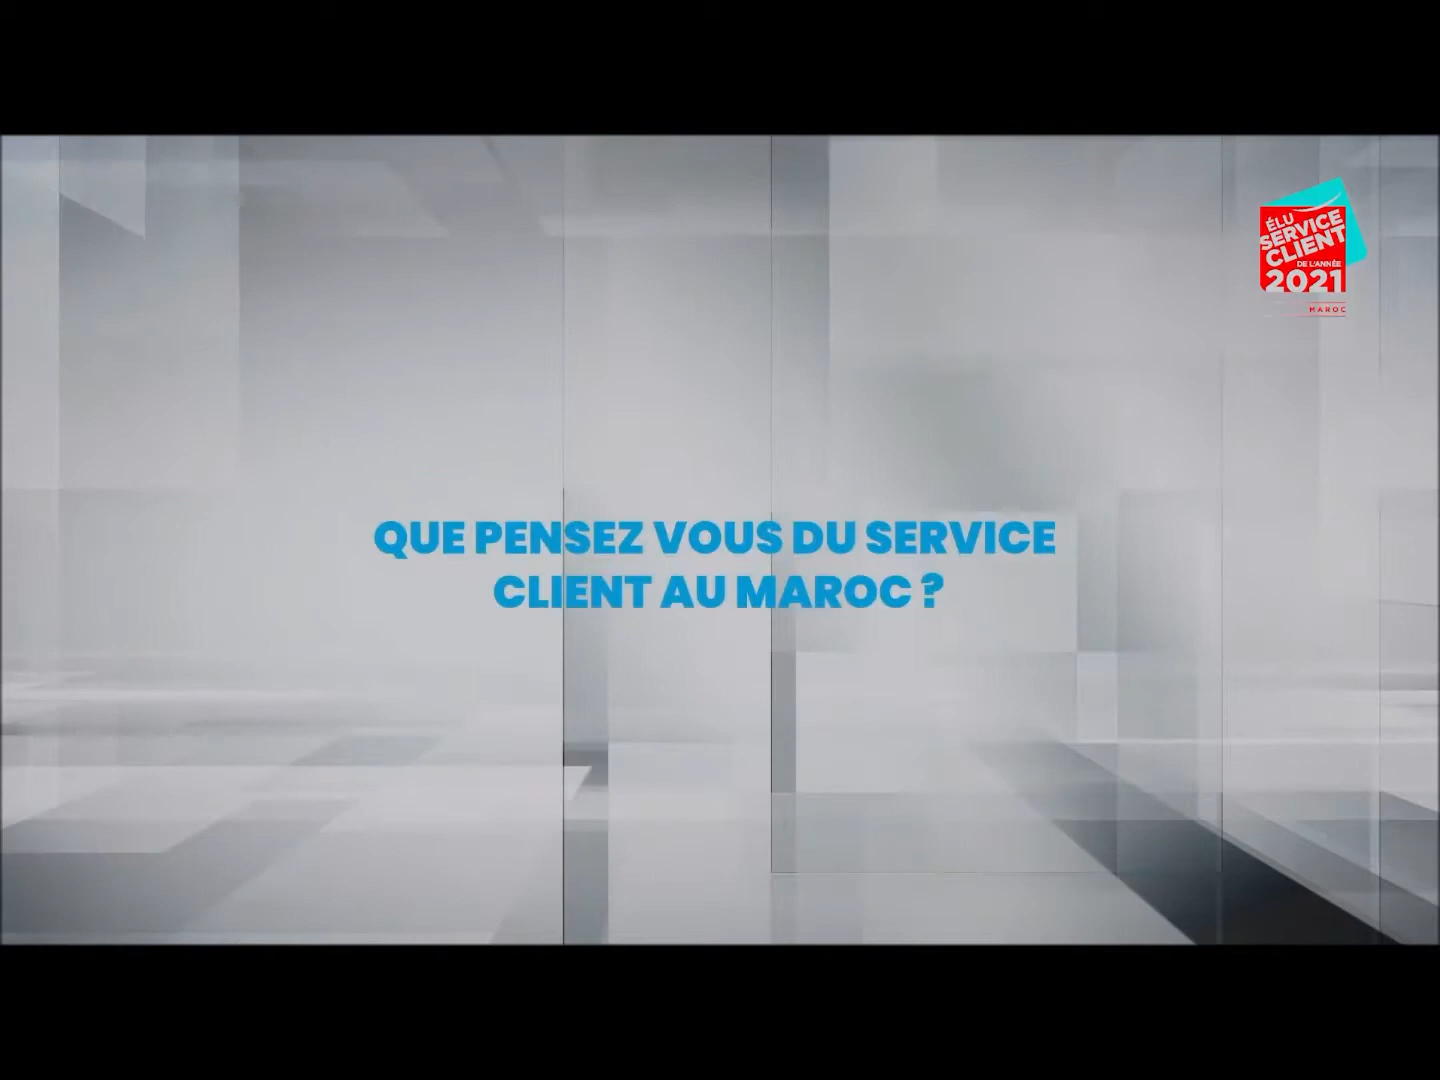 ÉLU
SERVICE
CLIENT
DE L'ANNÉE
2021
MAROC
QUE PENSEZ VOUS DU SERVICE
CLIENT AU MAROC ?